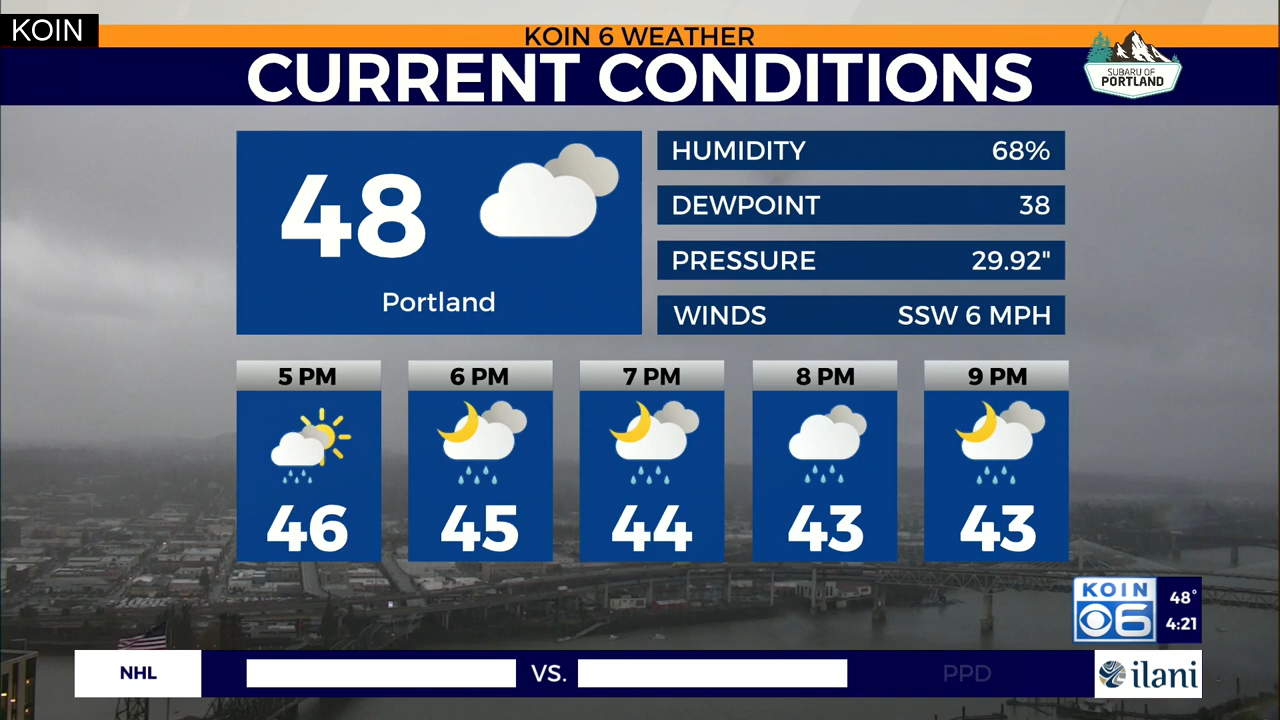 KOIN
KOIN 6 WEATHER
CURRENT CONDITIONS
SUBARU OF
PORTLAND
48
Portland
HUMIDITY 68%
DEWPOINT 38
PRESSURE 29.92"
WINDS SSW 6 MPH
5 PM 6 PM 7 PM 8 PM 9 PM
46 45 44 43 43
KOIN
6
48°
4:21
NHL VS. PPD
ilani